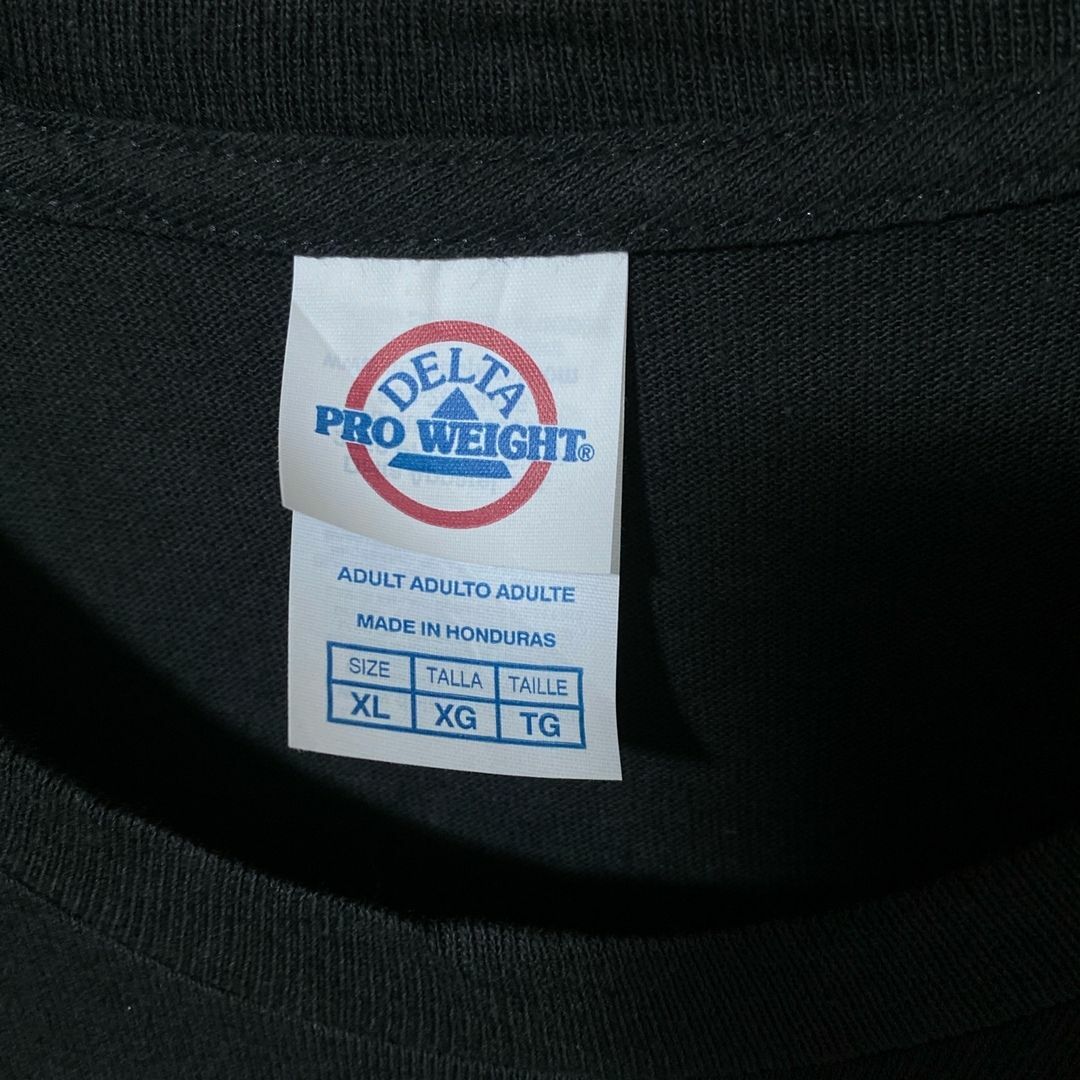 DELTA
PRO WEIGHT®
ADULT ADULTO ADULTE
MADE IN HONDURAS
SIZE TALLA TAILLE
XL XG TG